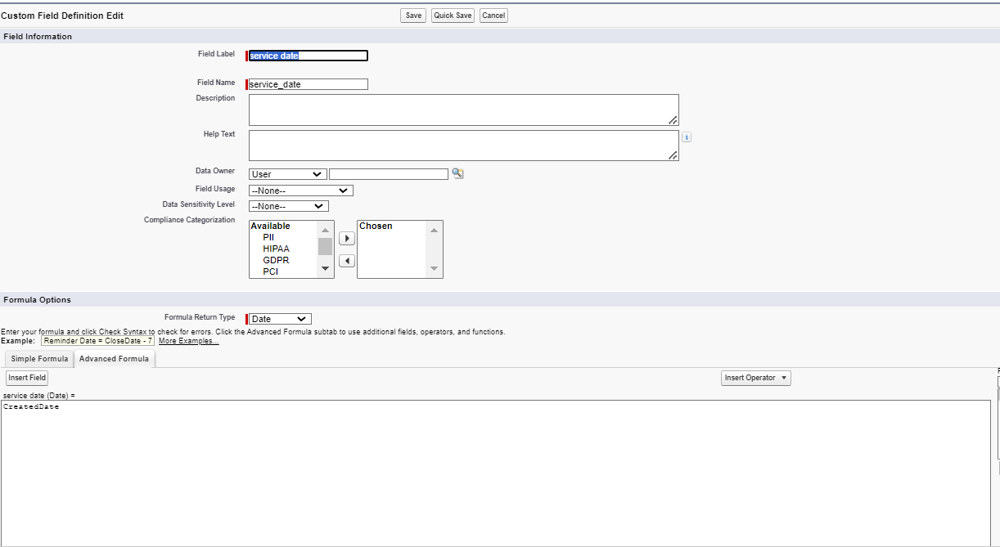 Custom Field Definition Edit
Save Quick Save Cancel
Field Information
Field Label service date
Field Name service_date
Description
Help Text
i
Data Owner User
Field Usage --None--
Data Sensitivity Level --None--
Compliance Categorization
Available Chosen
PII
HIPAA
GDPR
PCI
Formula Options
Formula Return Type Date
Enter your formula and click Check Syntax to check for errors. Click the Advanced Formula subtab to use additional fields, operators, and functions.
Example: Reminder Date = CloseDate - 7 More Examples...
Simple Formula Advanced Formula
Insert Field Insert Operator
service date (Date) =
CreatedDate